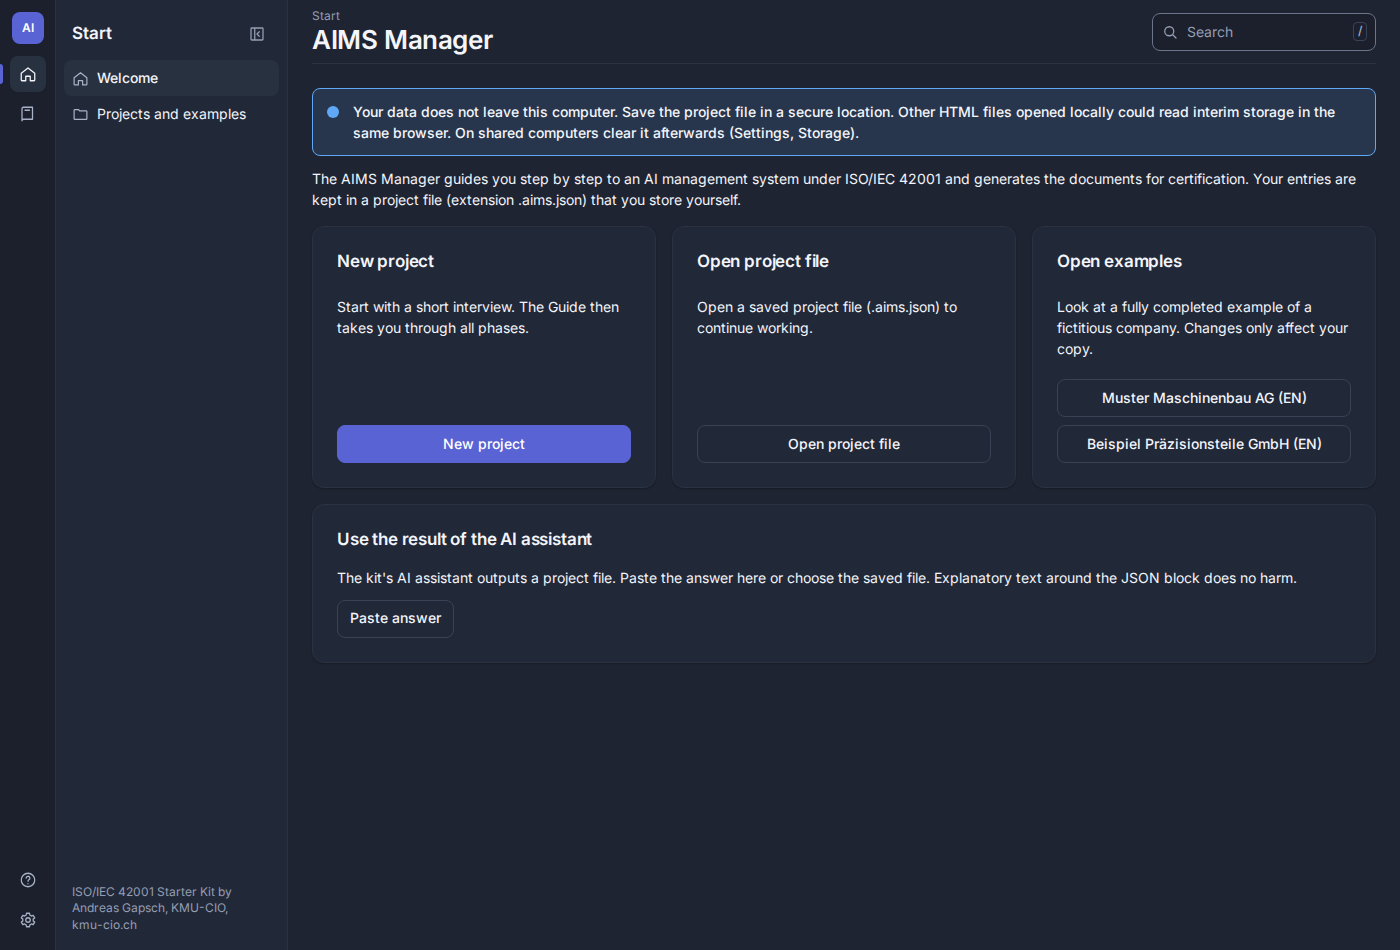 AI
Start
Welcome
Projects and examples
ISO/IEC 42001 Starter Kit by
Andreas Gapsch, KMU-CIO,
kmu-cio.ch
Start
AIMS Manager
Search
/
Your data does not leave this computer. Save the project file in a secure location. Other HTML files opened locally could read interim storage in the
same browser. On shared computers clear it afterwards (Settings, Storage).
The AIMS Manager guides you step by step to an AI management system under ISO/IEC 42001 and generates the documents for certification. Your entries are
kept in a project file (extension .aims.json) that you store yourself.
New project
Start with a short interview. The Guide then
takes you through all phases.
New project
Open project file
Open a saved project file (.aims.json) to
continue working.
Open project file
Open examples
Look at a fully completed example of a
fictitious company. Changes only affect your
copy.
Muster Maschinenbau AG (EN)
Beispiel Präzisionsteile GmbH (EN)
Use the result of the AI assistant
The kit's AI assistant outputs a project file. Paste the answer here or choose the saved file. Explanatory text around the JSON block does no harm.
Paste answer